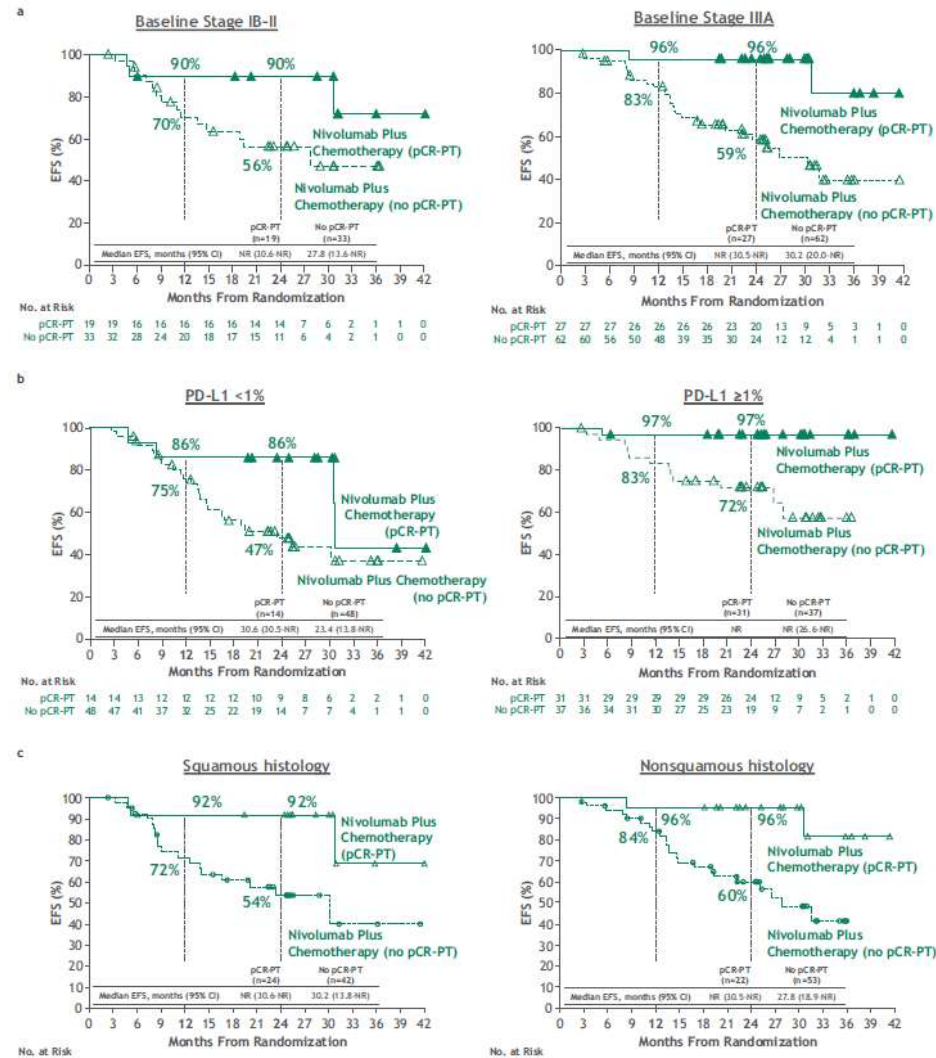 a
Baseline Stage IB-II
EFS (%)
100
80
60
40
20
0
90% 90%
70%
56%
Nivolumab Plus
Chemotherapy (pCR-PT)
Nivolumab Plus
Chemotherapy (no pCR-PT)
pCR-PT No pCR-PT
(n=19) (n=33)
Median EFS, months (95% CI) NR (30.6-NR) 27.8 (13.6-NR)
0 3 6 9 12 15 18 21 24 27 30 33 36 39 42
Months From Randomization
No. at Risk
pCR-PT 19 19 16 16 16 16 16 14 14 7 6 2 1 1 0
No pCR-PT 33 32 28 24 20 18 17 15 11 6 4 2 1 0 0
Baseline Stage IIIA
EFS (%)
100
80
60
40
20
0
96% 96%
83%
59%
Nivolumab Plus
Chemotherapy (pCR-PT)
Nivolumab Plus
Chemotherapy (no pCR-PT)
pCR-PT No pCR-PT
(n=27) (n=62)
Median EFS, months (95% CI) NR (30.5-NR) 30.2 (20.0-NR)
0 3 6 9 12 15 18 21 24 27 30 33 36 39 42
Months From Randomization
No. at Risk
pCR-PT 27 27 27 26 26 26 26 23 20 13 9 5 3 1 0
No pCR-PT 62 60 56 50 48 39 35 30 24 12 12 4 1 1 0
b
PD-L1 <1%
EFS (%)
100
80
60
40
20
0
86% 86%
75%
47%
Nivolumab Plus
Chemotherapy
(pCR-PT)
Nivolumab Plus Chemotherapy
(no pCR-PT)
pCR-PT No pCR-PT
(n=14) (n=48)
Median EFS, months (95% CI) 30.6 (30.5-NR) 23.4 (13.8-NR)
0 3 6 9 12 15 18 21 24 27 30 33 36 39 42
Months From Randomization
No. at Risk
pCR-PT 14 14 13 12 12 12 12 10 9 8 6 2 2 1 0
No pCR-PT 48 47 41 37 32 25 22 19 14 7 7 4 1 1 0
PD-L1 ≥1%
EFS (%)
100
80
60
40
20
0
97% 97%
83%
72%
Nivolumab Plus
Chemotherapy (pCR-PT)
Nivolumab Plus
Chemotherapy (no pCR-PT)
pCR-PT No pCR-PT
(n=31) (n=37)
Median EFS, months (95% CI) NR NR (26.6-NR)
0 3 6 9 12 15 18 21 24 27 30 33 36 39 42
Months From Randomization
No. at Risk
pCR-PT 31 31 29 29 29 29 29 26 24 12 9 5 2 1 0
No pCR-PT 37 36 34 31 30 27 25 23 19 9 7 2 1 0 0
c
Squamous histology
EFS (%)
100
90
80
70
60
50
40
30
20
10
0
92% 92%
72%
54%
Nivolumab Plus
Chemotherapy
(pCR-PT)
Nivolumab Plus
Chemotherapy (no pCR-PT)
pCR-PT No pCR-PT
(n=24) (n=42)
Median EFS, months (95% CI) NR (30.6-NR) 30.2 (13.8-NR)
0 3 6 9 12 15 18 21 24 27 30 33 36 39 42
Months From Randomization
No. at Risk
Nonsquamous histology
EFS (%)
100
90
80
70
60
50
40
30
20
10
0
96% 96%
84%
60%
Nivolumab Plus
Chemotherapy (pCR-PT)
Nivolumab Plus
Chemotherapy (no pCR-PT)
pCR-PT No pCR-PT
(n=22) (n=53)
Median EFS, months (95% CI) NR (30.5-NR) 27.8 (18.9-NR)
0 3 6 9 12 15 18 21 24 27 30 33 36 39 42
Months From Randomization
No. at Risk